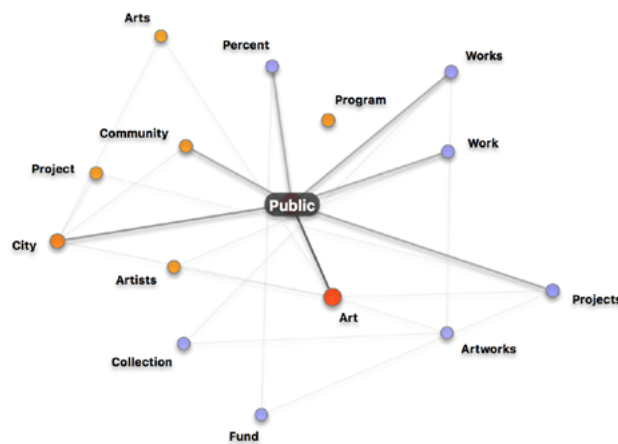 Arts
Percent
Works
Program
Community
Work
Project
Public
City
Artists
Projects
Art
Artworks
Collection
Fund